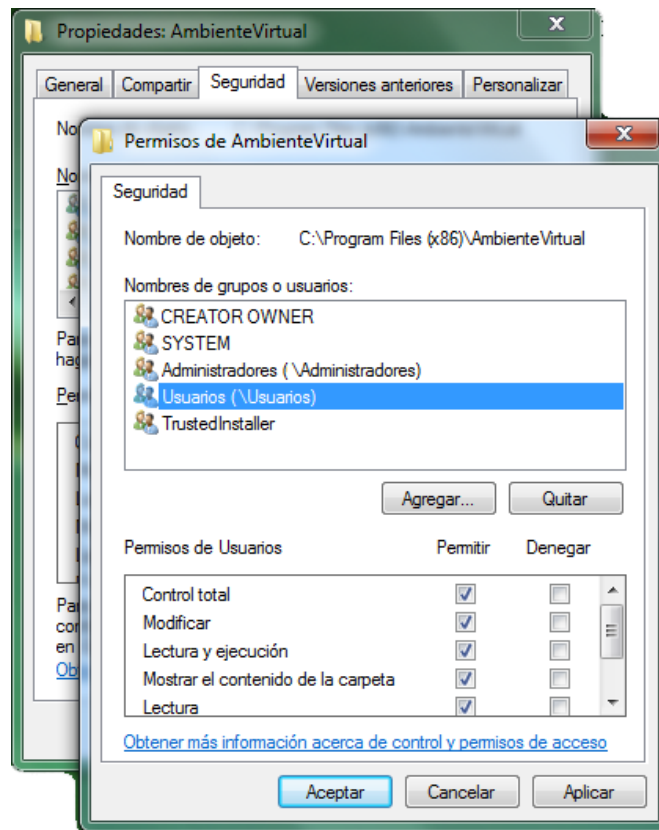 Propiedades: AmbienteVirtual
General Compartir Seguridad Versiones anteriores Personalizar
Permisos de AmbienteVirtual
Seguridad
Nombre de objeto: C:\Program Files (x86)\AmbienteVirtual
Nombres de grupos o usuarios:
CREATOR OWNER
SYSTEM
Administradores ( \Administradores)
Usuarios ( \Usuarios)
TrustedInstaller
Agregar... Quitar
Permisos de Usuarios Permitir Denegar
Control total
Modificar
Lectura y ejecución
Mostrar el contenido de la carpeta
Lectura
Obtener más información acerca de control y permisos de acceso
Aceptar Cancelar Aplicar